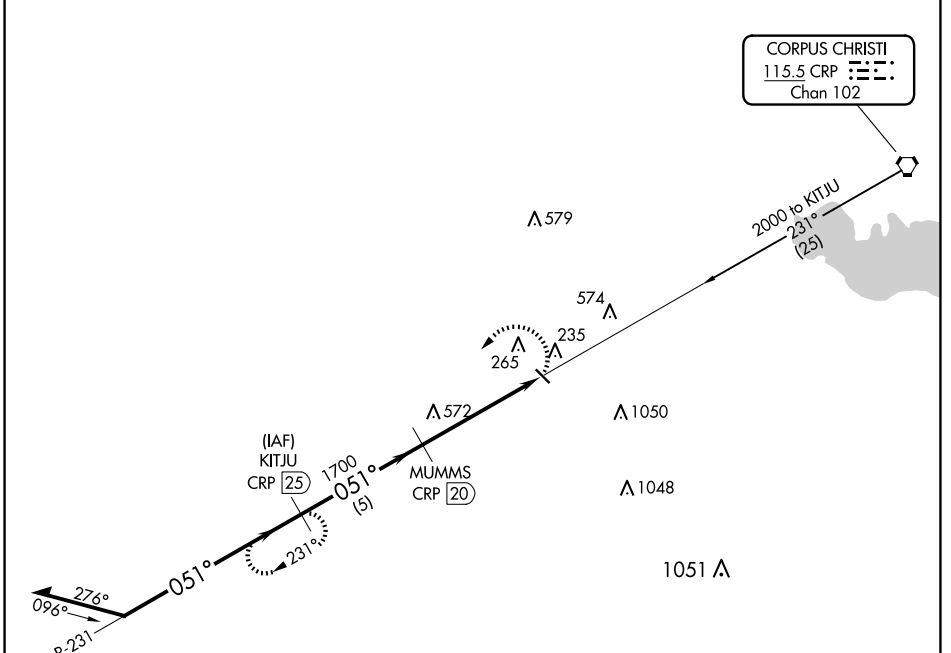 CORPUS CHRISTI
115.5 CRP
Chan 102
2000 to KITJU
231°
(25)
579
574
235
265
572
1050
(IAF)
KITJU
CRP 25
1700
051°
(5)
MUMMS
CRP 20
1048
231°
1051
051°
276°
096°
R-231